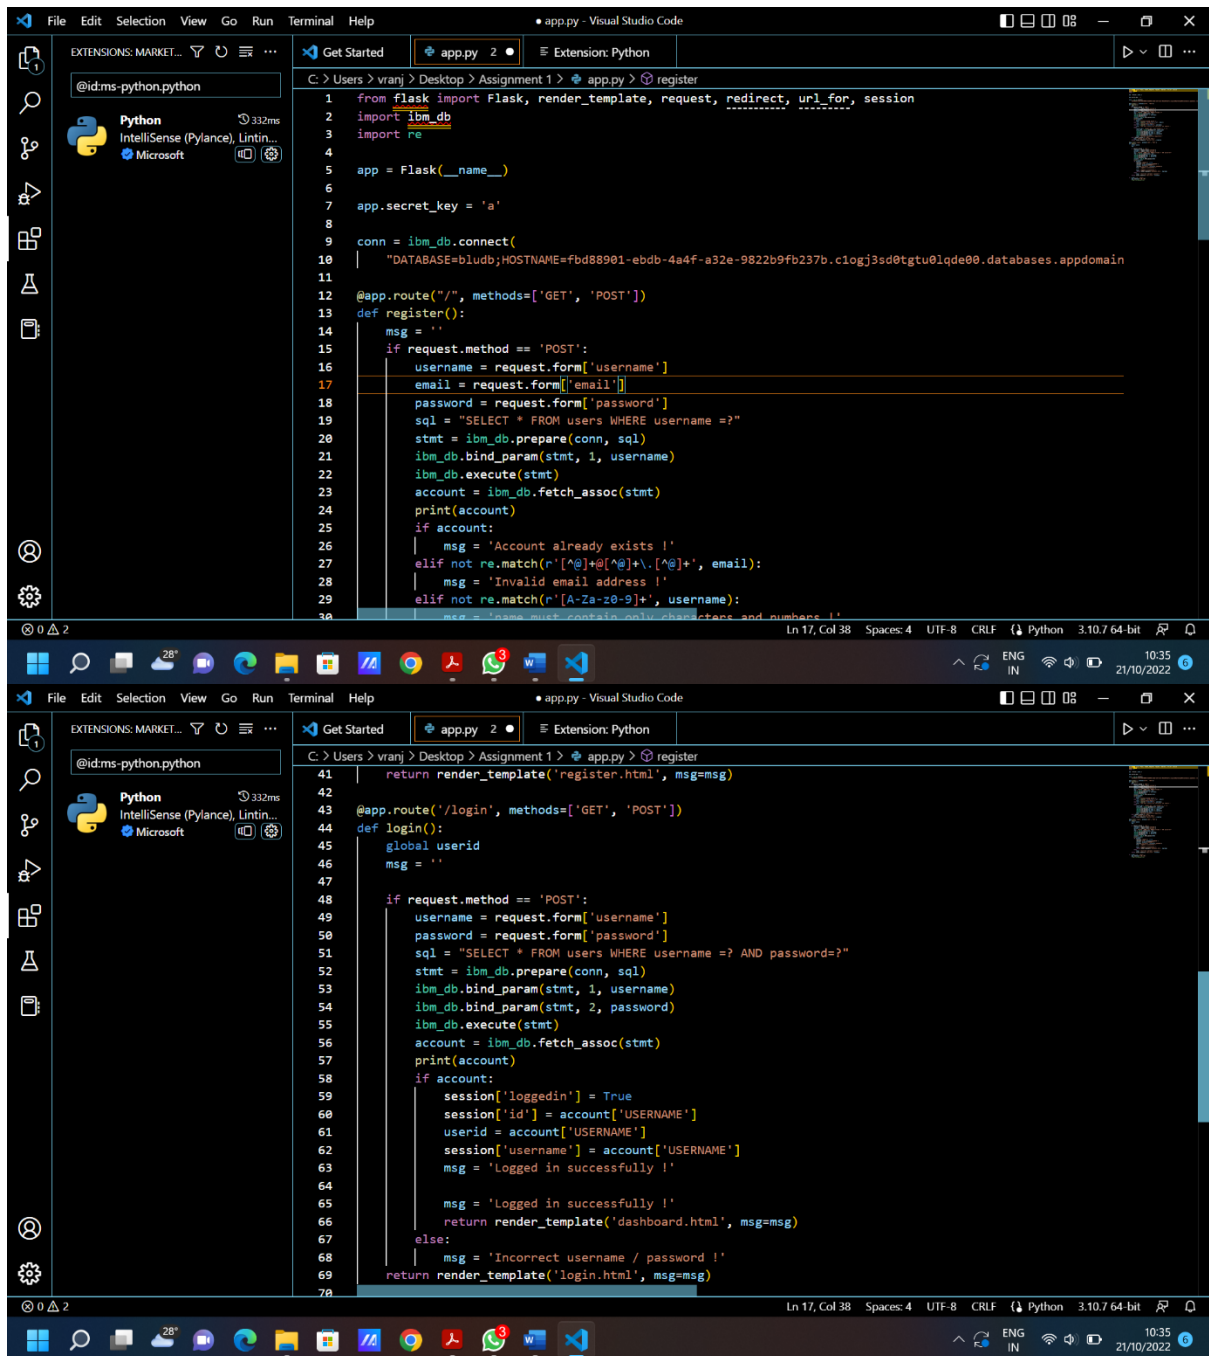 File Edit Selection View Go Run Terminal Help ● app.py - Visual Studio Code
EXTENSIONS: MARKET... Get Started app.py 2 ● Extension: Python
@id:ms-python.python
C: > Users > vranj > Desktop > Assignment 1 > app.py > register
Python 332ms
IntelliSense (Pylance), Lintin...
Microsoft
1 from flask import Flask, render_template, request, redirect, url_for, session
2 import ibm_db
3 import re
4
5 app = Flask(__name__)
6
7 app.secret_key = 'a'
8
9 conn = ibm_db.connect(
10 "DATABASE=bludb;HOSTNAME=fbd88901-ebdb-4a4f-a32e-9822b9fb237b.c1ogj3sd0tgtu0lqde00.databases.appdomain
11
12 @app.route("/", methods=['GET', 'POST'])
13 def register():
14 msg = ''
15 if request.method == 'POST':
16 username = request.form['username']
17 email = request.form['email']
18 password = request.form['password']
19 sql = "SELECT * FROM users WHERE username =?"
20 stmt = ibm_db.prepare(conn, sql)
21 ibm_db.bind_param(stmt, 1, username)
22 ibm_db.execute(stmt)
23 account = ibm_db.fetch_assoc(stmt)
24 print(account)
25 if account:
26 msg = 'Account already exists !'
27 elif not re.match(r'[^@]+@[^@]+\.[^@]+', email):
28 msg = 'Invalid email address !'
29 elif not re.match(r'[A-Za-z0-9]+', username):
30 msg = 'name must contain only characters and numbers !'
0 2 Ln 17, Col 38 Spaces: 4 UTF-8 CRLF Python 3.10.7 64-bit
28° 3 ENG IN 10:35 21/10/2022 6
File Edit Selection View Go Run Terminal Help ● app.py - Visual Studio Code
EXTENSIONS: MARKET... Get Started app.py 2 ● Extension: Python
@id:ms-python.python
C: > Users > vranj > Desktop > Assignment 1 > app.py > register
Python 332ms
IntelliSense (Pylance), Lintin...
Microsoft
41 return render_template('register.html', msg=msg)
42
43 @app.route('/login', methods=['GET', 'POST'])
44 def login():
45 global userid
46 msg = ''
47
48 if request.method == 'POST':
49 username = request.form['username']
50 password = request.form['password']
51 sql = "SELECT * FROM users WHERE username =? AND password=?"
52 stmt = ibm_db.prepare(conn, sql)
53 ibm_db.bind_param(stmt, 1, username)
54 ibm_db.bind_param(stmt, 2, password)
55 ibm_db.execute(stmt)
56 account = ibm_db.fetch_assoc(stmt)
57 print(account)
58 if account:
59 session['loggedin'] = True
60 session['id'] = account['USERNAME']
61 userid = account['USERNAME']
62 session['username'] = account['USERNAME']
63 msg = 'Logged in successfully !'
64
65 msg = 'Logged in successfully !'
66 return render_template('dashboard.html', msg=msg)
67 else:
68 msg = 'Incorrect username / password !'
69 return render_template('login.html', msg=msg)
70
0 2 Ln 17, Col 38 Spaces: 4 UTF-8 CRLF Python 3.10.7 64-bit
28° 3 ENG IN 10:35 21/10/2022 6